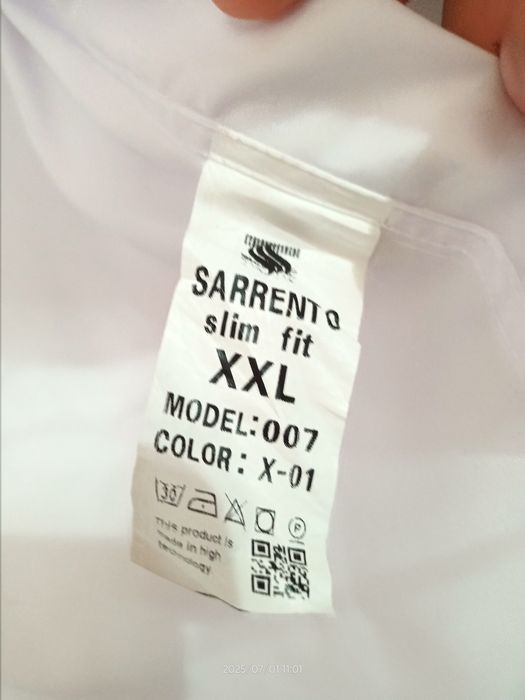 SARRENTO
slim fit
XXL
MODEL:007
COLOR: X-01
30
P
This product is
made in high
technology.
2025/07/01 11:01